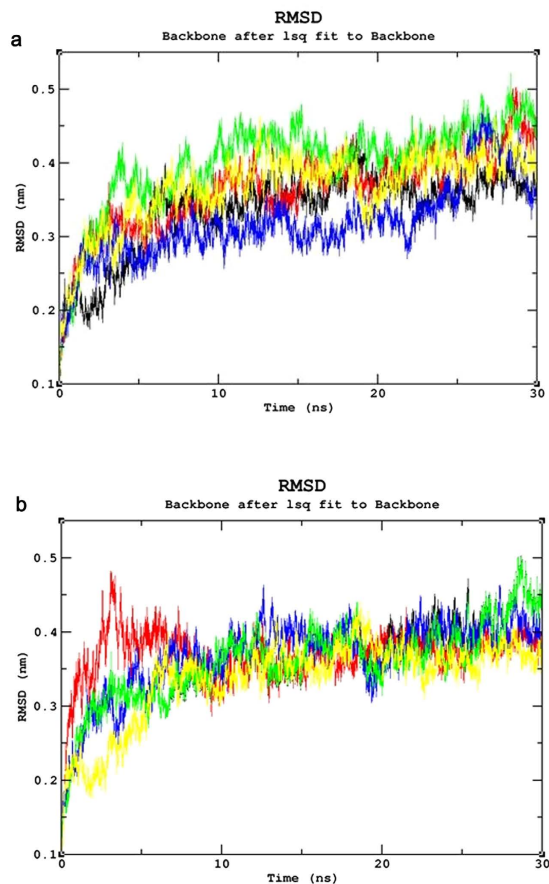 a
RMSD
Backbone after lsq fit to Backbone
0.5
0.4
0.3
0.2
0.1
RMSD (nm)
0 10 20 30
Time (ns)
b
RMSD
Backbone after lsq fit to Backbone
0.5
0.4
0.3
0.2
0.1
RMSD (nm)
0 10 20 30
Time (ns)